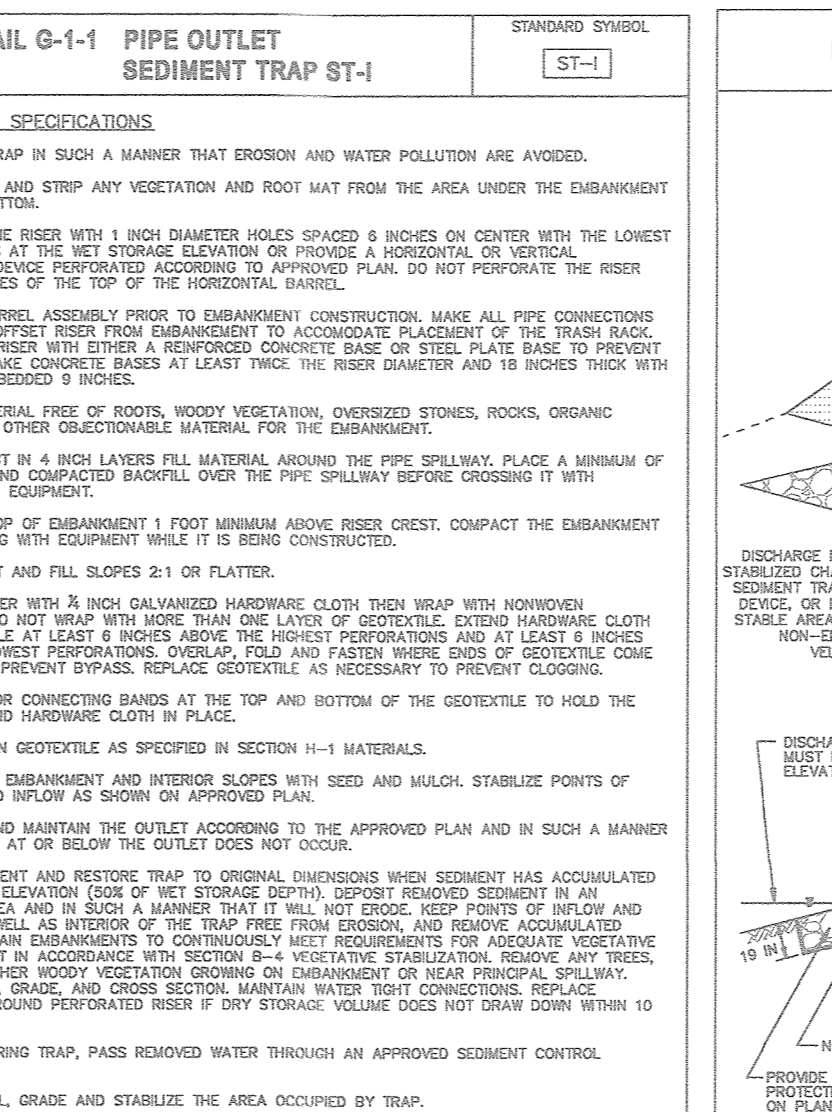 AIL G-1-1 PIPE OUTLET
SEDIMENT TRAP ST-I
STANDARD SYMBOL
ST-I
SPECIFICATIONS
RAP IN SUCH A MANNER THAT EROSION AND WATER POLLUTION ARE AVOIDED.
AND STRIP ANY VEGETATION AND ROOT MAT FROM THE AREA UNDER THE EMBANKMENT
TTOM.
HE RISER WITH 1 INCH DIAMETER HOLES SPACED 6 INCHES ON CENTER WITH THE LOWEST
S AT THE WET STORAGE ELEVATION OR PROVIDE A HORIZONTAL OR VERTICAL
DEVICE PERFORATED ACCORDING TO APPROVED PLAN. DO NOT PERFORATE THE RISER
ES OF THE TOP OF THE HORIZONTAL BARREL.
RREL ASSEMBLY PRIOR TO EMBANKMENT CONSTRUCTION. MAKE ALL PIPE CONNECTIONS
OFFSET RISER FROM EMBANKEMENT TO ACCOMODATE PLACEMENT OF THE TRASH RACK.
RISER WITH EITHER A REINFORCED CONCRETE BASE OR STEEL PLATE BASE TO PREVENT
AKE CONCRETE BASES AT LEAST TWICE THE RISER DIAMETER AND 18 INCHES THICK WITH
BEDDED 9 INCHES.
ERIAL FREE OF ROOTS, WOODY VEGETATION, OVERSIZED STONES, ROCKS, ORGANIC
OTHER OBJECTIONABLE MATERIAL FOR THE EMBANKMENT.
CT IN 4 INCH LAYERS FILL MATERIAL AROUND THE PIPE SPILLWAY. PLACE A MINIMUM OF
ND COMPACTED BACKFILL OVER THE PIPE SPILLWAY BEFORE CROSSING IT WITH
EQUIPMENT.
OP OF EMBANKMENT 1 FOOT MINIMUM ABOVE RISER CREST. COMPACT THE EMBANKMENT
G WITH EQUIPMENT WHILE IT IS BEING CONSTRUCTED.
T AND FILL SLOPES 2:1 OR FLATTER.
ER WITH ¼ INCH GALVANIZED HARDWARE CLOTH THEN WRAP WITH NONWOVEN
O NOT WRAP WITH MORE THAN ONE LAYER OF GEOTEXTILE. EXTEND HARDWARE CLOTH
LE AT LEAST 6 INCHES ABOVE THE HIGHEST PERFORATIONS AND AT LEAST 6 INCHES
OWEST PERFORATIONS. OVERLAP, FOLD AND FASTEN WHERE ENDS OF GEOTEXTILE COME
PREVENT BYPASS. REPLACE GEOTEXTILE AS NECESSARY TO PREVENT CLOGGING.
OR CONNECTING BANDS AT THE TOP AND BOTTOM OF THE GEOTEXTILE TO HOLD THE
ND HARDWARE CLOTH IN PLACE.
N GEOTEXTILE AS SPECIFIED IN SECTION H-1 MATERIALS.
EMBANKMENT AND INTERIOR SLOPES WITH SEED AND MULCH. STABILIZE POINTS OF
D INFLOW AS SHOWN ON APPROVED PLAN.
ND MAINTAIN THE OUTLET ACCORDING TO THE APPROVED PLAN AND IN SUCH A MANNER
AT OR BELOW THE OUTLET DOES NOT OCCUR.
ENT AND RESTORE TRAP TO ORIGINAL DIMENSIONS WHEN SEDIMENT HAS ACCUMULATED
ELEVATION (50% OF WET STORAGE DEPTH). DEPOSIT REMOVED SEDIMENT IN AN
EA AND IN SUCH A MANNER THAT IT WILL NOT ERODE. KEEP POINTS OF INFLOW AND
WELL AS INTERIOR OF THE TRAP FREE FROM EROSION, AND REMOVE ACCUMULATED
AIN EMBANKMENTS TO CONTINUOUSLY MEET REQUIREMENTS FOR ADEQUATE VEGETATIVE
T IN ACCORDANCE WITH SECTION B-4 VEGETATIVE STABILIZATION. REMOVE ANY TREES,
HER WOODY VEGETATION GROWING ON EMBANKMENT OR NEAR PRINCIPAL SPILLWAY.
, GRADE, AND CROSS SECTION. MAINTAIN WATER TIGHT CONNECTIONS. REPLACE
ROUND PERFORATED RISER IF DRY STORAGE VOLUME DOES NOT DRAW DOWN WITHIN 10
RING TRAP, PASS REMOVED WATER THROUGH AN APPROVED SEDIMENT CONTROL
L, GRADE AND STABILIZE THE AREA OCCUPIED BY TRAP.
DISCHARGE
STABILIZED CHA
SEDIMENT TRA
DEVICE, OR
STABLE AREA
NON-E
VEL
DISCHA
MUST
ELEVAT
19 IN
N
PROVIDE
PROTECT
ON PLAN